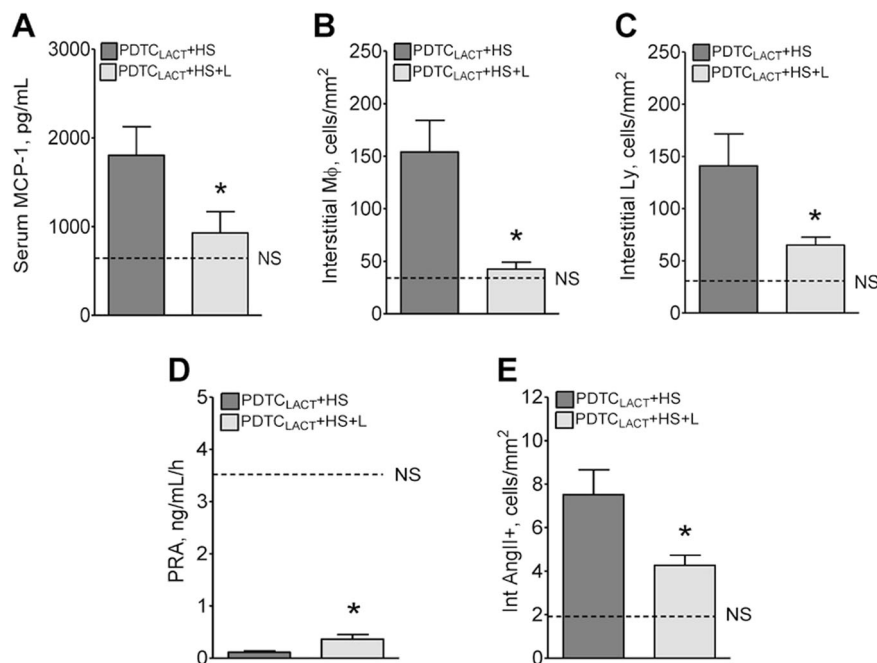 A
PDTCLACT+HS
PDTCLACT+HS+L
Serum MCP-1, pg/mL
3000
2000
1000
0
*
NS
B
PDTCLACT+HS
PDTCLACT+HS+L
Interstitial Mϕ, cells/mm²
250
200
150
100
50
0
*
NS
C
PDTCLACT+HS
PDTCLACT+HS+L
Interstitial Ly, cells/mm²
250
200
150
100
50
0
*
NS
D
PDTCLACT+HS
PDTCLACT+HS+L
PRA, ng/mL/h
5
4
3
2
1
0
NS
*
E
PDTCLACT+HS
PDTCLACT+HS+L
Int AngII+, cells/mm²
12
10
8
6
4
2
0
*
NS